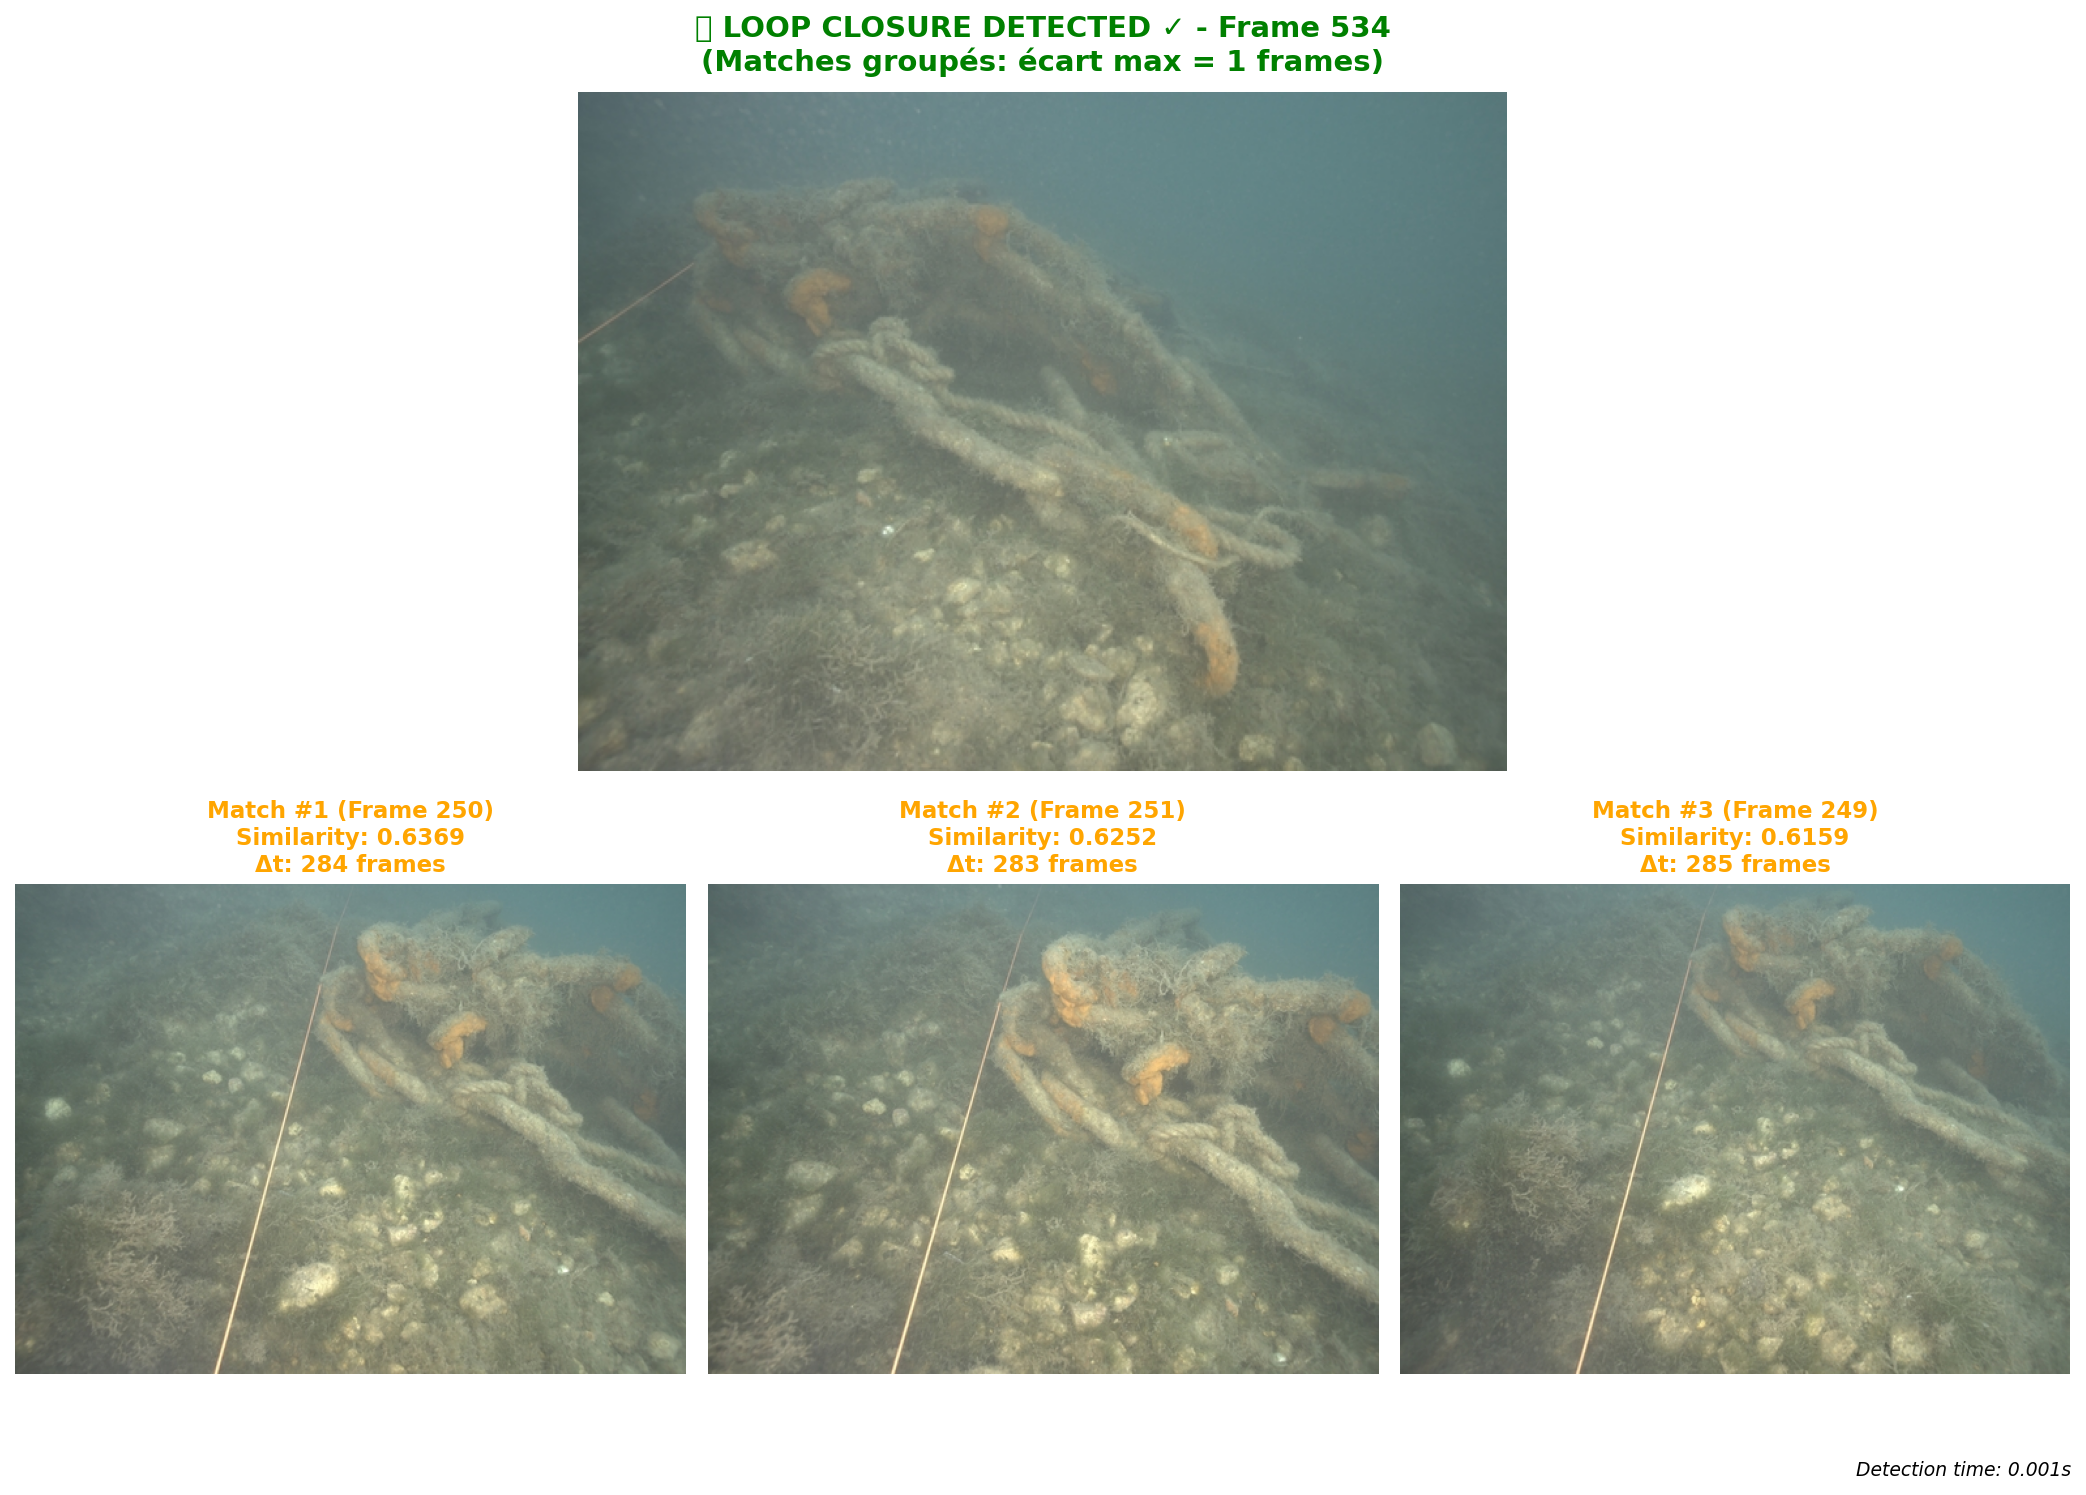 LOOP CLOSURE DETECTED ✓ - Frame 534
(Matches groupés: écart max = 1 frames)
Match #1 (Frame 250)
Similarity: 0.6369
Δt: 284 frames
Match #2 (Frame 251)
Similarity: 0.6252
Δt: 283 frames
Match #3 (Frame 249)
Similarity: 0.6159
Δt: 285 frames
Detection time: 0.001s